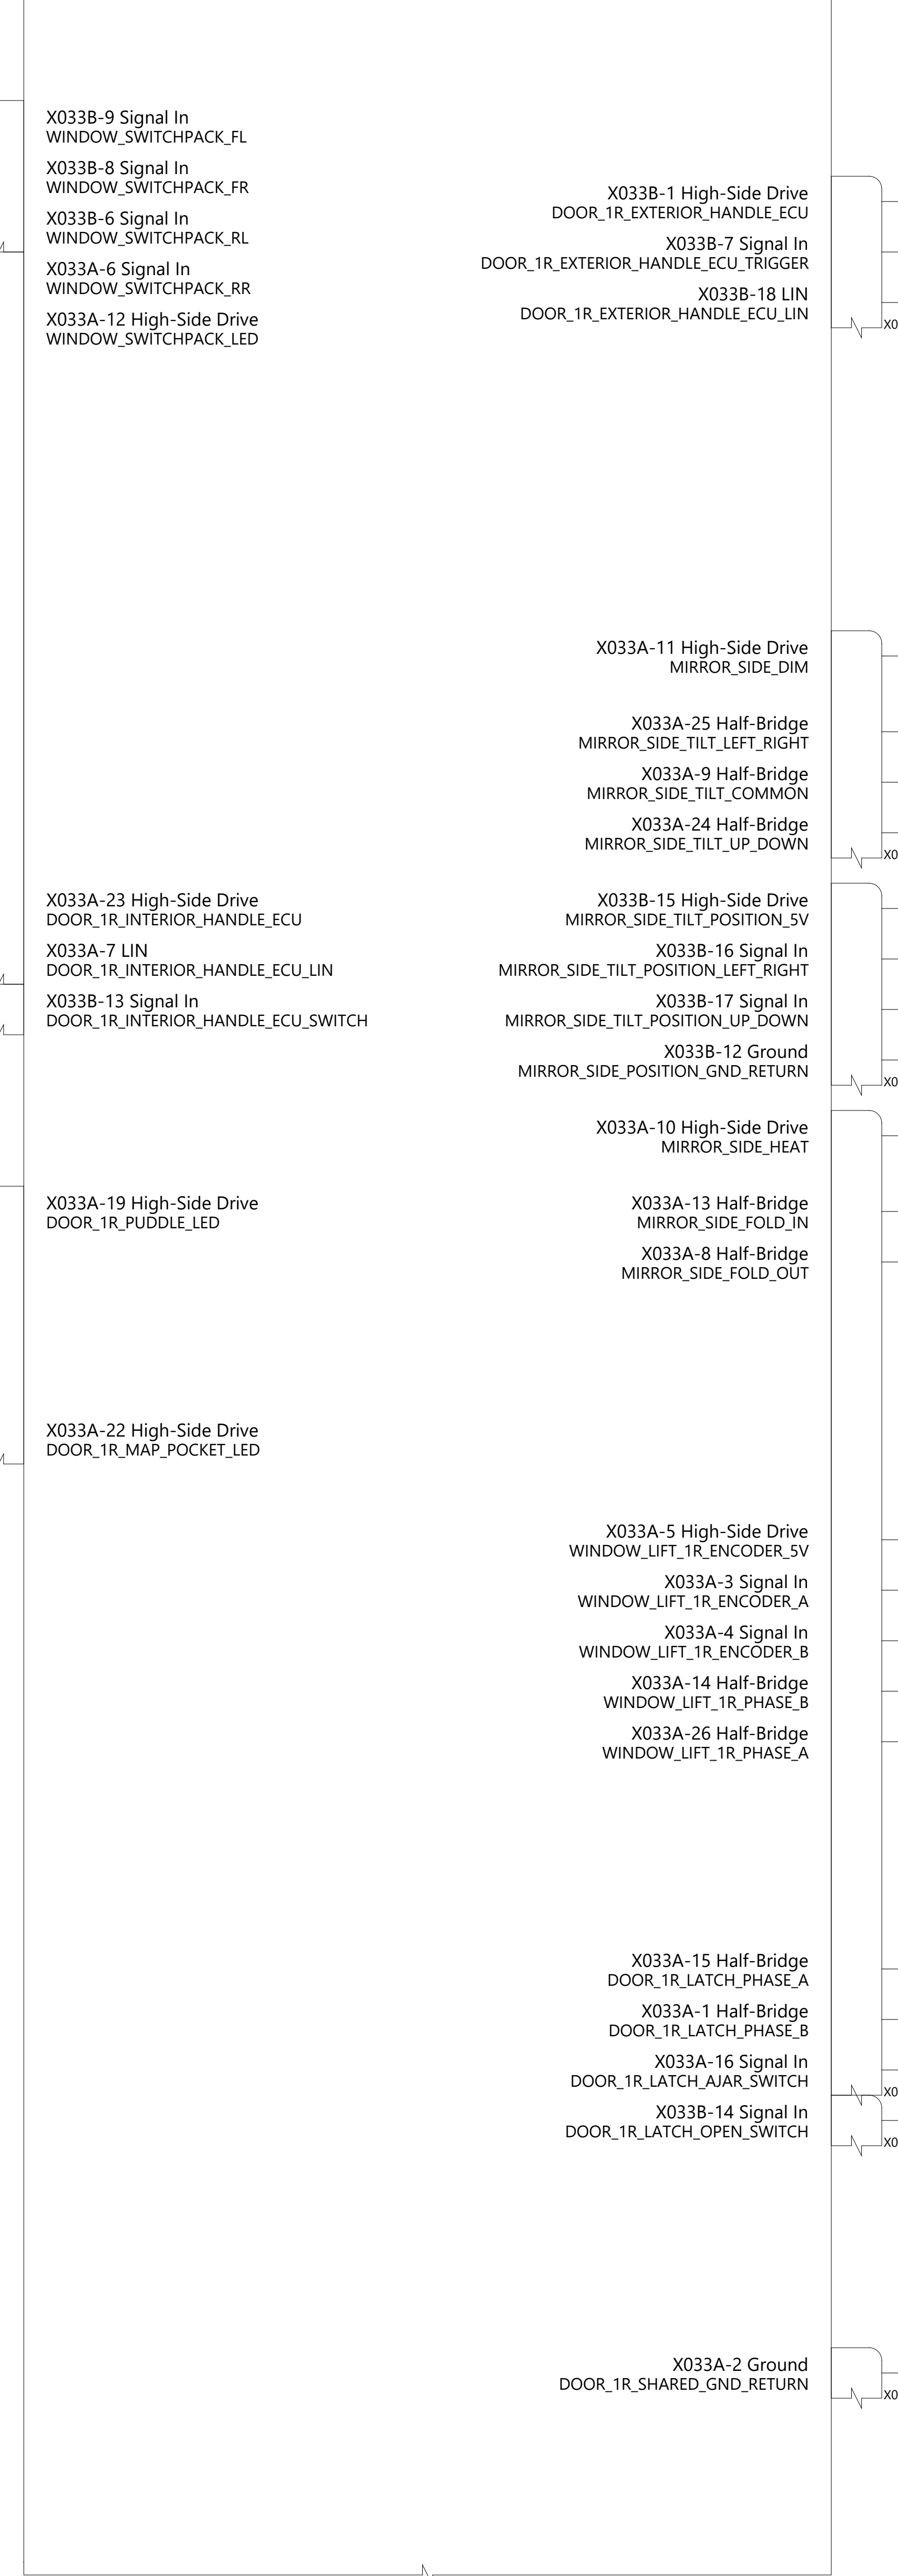 X033B-9 Signal In
WINDOW_SWITCHPACK_FL
X033B-8 Signal In
WINDOW_SWITCHPACK_FR
X033B-6 Signal In
WINDOW_SWITCHPACK_RL
X033A-6 Signal In
WINDOW_SWITCHPACK_RR
X033A-12 High-Side Drive
WINDOW_SWITCHPACK_LED
X033A-23 High-Side Drive
DOOR_1R_INTERIOR_HANDLE_ECU
X033A-7 LIN
DOOR_1R_INTERIOR_HANDLE_ECU_LIN
X033B-13 Signal In
DOOR_1R_INTERIOR_HANDLE_ECU_SWITCH
X033A-19 High-Side Drive
DOOR_1R_PUDDLE_LED
X033A-22 High-Side Drive
DOOR_1R_MAP_POCKET_LED
X033B-1 High-Side Drive
DOOR_1R_EXTERIOR_HANDLE_ECU
X033B-7 Signal In
DOOR_1R_EXTERIOR_HANDLE_ECU_TRIGGER
X033B-18 LIN
DOOR_1R_EXTERIOR_HANDLE_ECU_LIN
X0
X033A-11 High-Side Drive
MIRROR_SIDE_DIM
X033A-25 Half-Bridge
MIRROR_SIDE_TILT_LEFT_RIGHT
X033A-9 Half-Bridge
MIRROR_SIDE_TILT_COMMON
X033A-24 Half-Bridge
MIRROR_SIDE_TILT_UP_DOWN
X0
X033B-15 High-Side Drive
MIRROR_SIDE_TILT_POSITION_5V
X033B-16 Signal In
MIRROR_SIDE_TILT_POSITION_LEFT_RIGHT
X033B-17 Signal In
MIRROR_SIDE_TILT_POSITION_UP_DOWN
X033B-12 Ground
MIRROR_SIDE_POSITION_GND_RETURN
X0
X033A-10 High-Side Drive
MIRROR_SIDE_HEAT
X033A-13 Half-Bridge
MIRROR_SIDE_FOLD_IN
X033A-8 Half-Bridge
MIRROR_SIDE_FOLD_OUT
X033A-5 High-Side Drive
WINDOW_LIFT_1R_ENCODER_5V
X033A-3 Signal In
WINDOW_LIFT_1R_ENCODER_A
X033A-4 Signal In
WINDOW_LIFT_1R_ENCODER_B
X033A-14 Half-Bridge
WINDOW_LIFT_1R_PHASE_B
X033A-26 Half-Bridge
WINDOW_LIFT_1R_PHASE_A
X033A-15 Half-Bridge
DOOR_1R_LATCH_PHASE_A
X033A-1 Half-Bridge
DOOR_1R_LATCH_PHASE_B
X033A-16 Signal In
DOOR_1R_LATCH_AJAR_SWITCH
X0
X033B-14 Signal In
DOOR_1R_LATCH_OPEN_SWITCH
X0
X033A-2 Ground
DOOR_1R_SHARED_GND_RETURN
X0